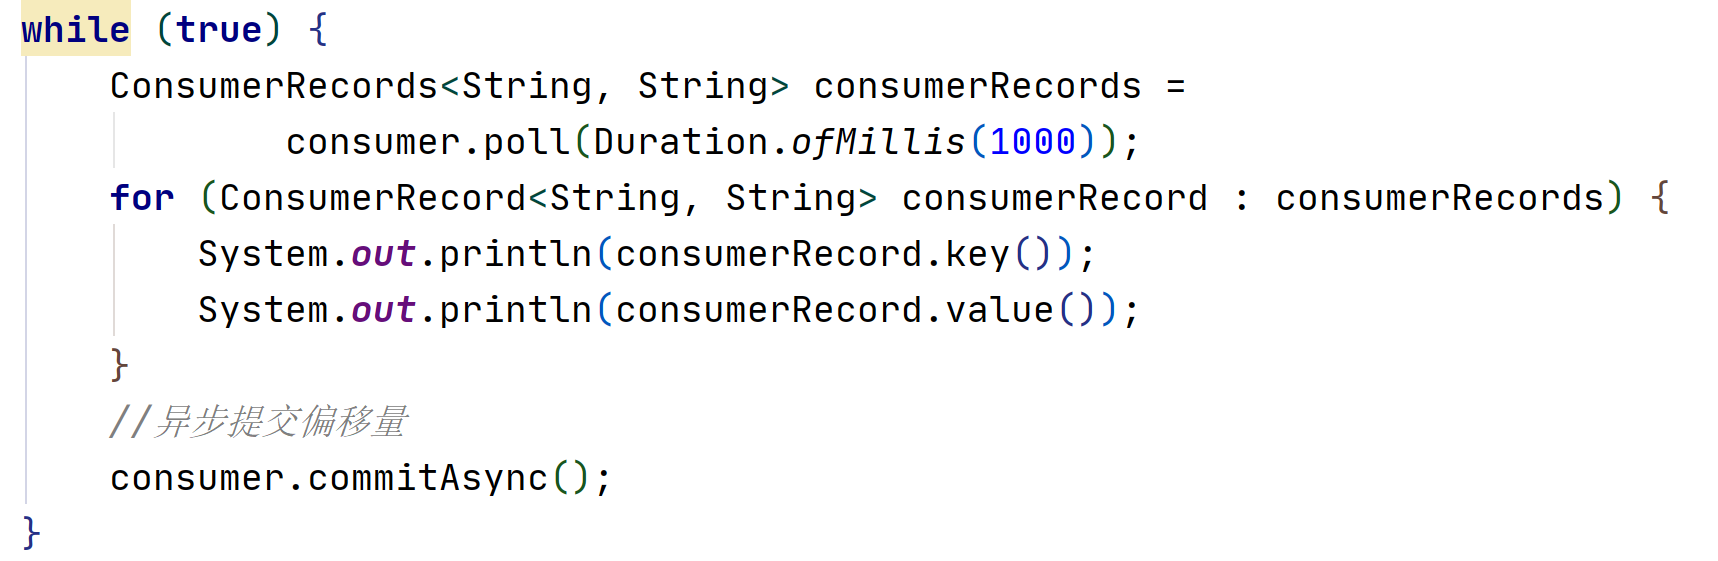 while (true) {
    ConsumerRecords<String, String> consumerRecords =
            consumer.poll(Duration.ofMillis(1000));
    for (ConsumerRecord<String, String> consumerRecord : consumerRecords) {
        System.out.println(consumerRecord.key());
        System.out.println(consumerRecord.value());
    }
    //异步提交偏移量
    consumer.commitAsync();
}